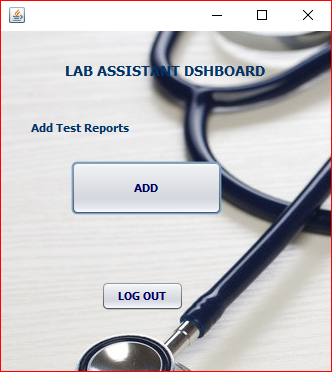 LAB ASSISTANT DSHBOARD
Add Test Reports
ADD
LOG OUT